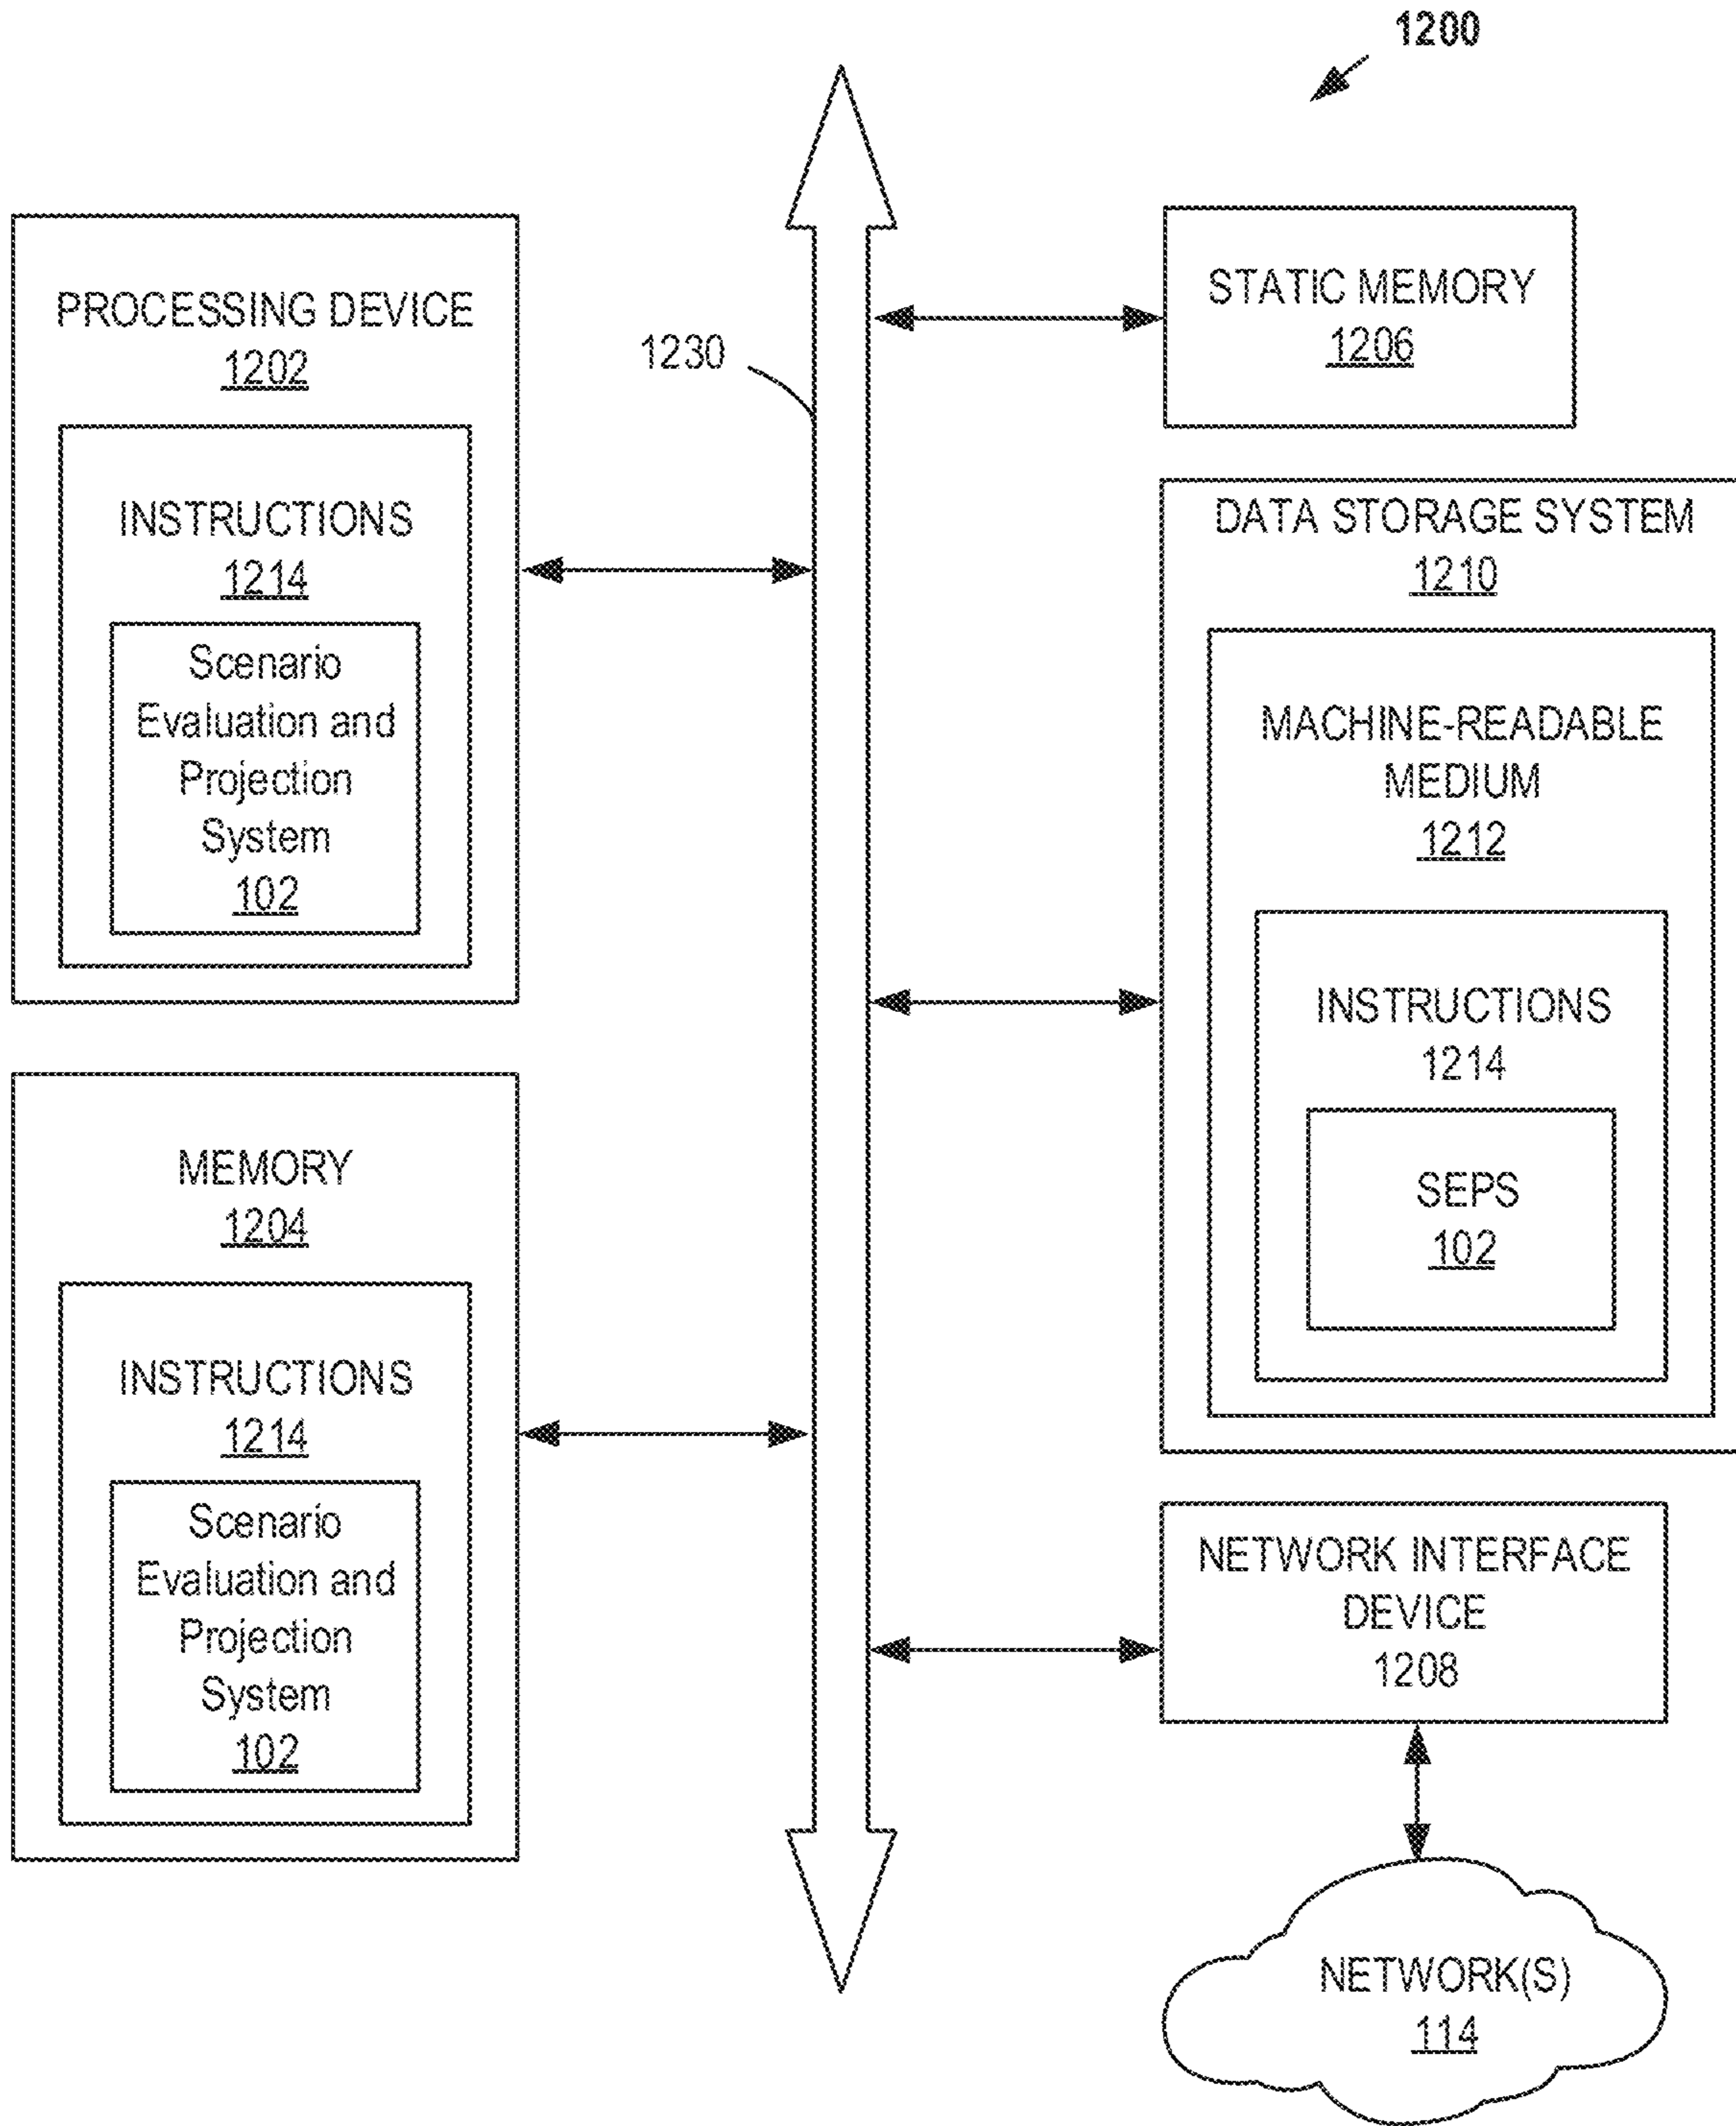 1200
PROCESSING DEVICE
1202
INSTRUCTIONS
1214
Scenario
Evaluation and
Projection
System
102
MEMORY
1204
INSTRUCTIONS
1214
Scenario
Evaluation and
Projection
System
102
1230
STATIC MEMORY
1206
DATA STORAGE SYSTEM
1210
MACHINE-READABLE
MEDIUM
1212
INSTRUCTIONS
1214
SEPS
102
NETWORK INTERFACE
DEVICE
1208
NETWORK(S)
114